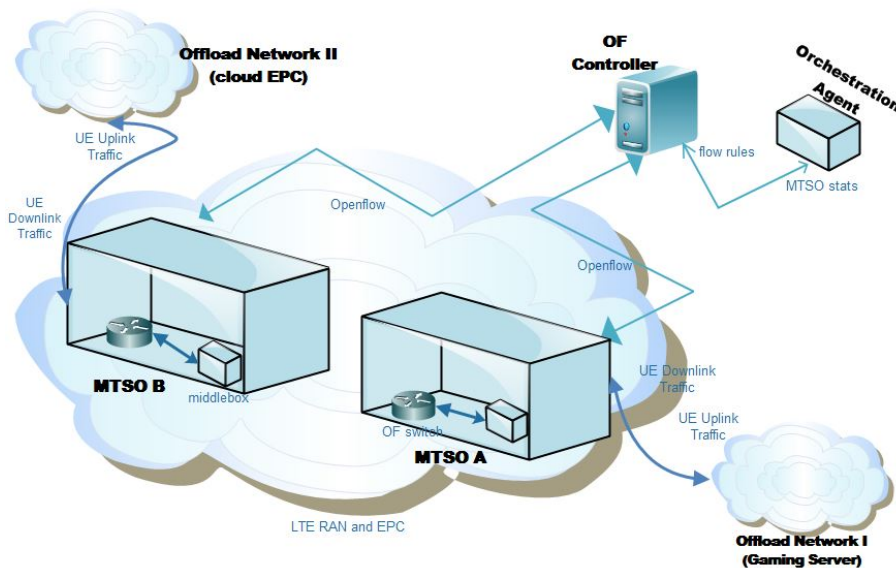 Offload Network II
(cloud EPC)
OF
Controller
Orchestration
Agent
UE Uplink
Traffic
flow rules
MTSO stats
UE
Downlink
Traffic
Openflow
Openflow
MTSO B
middlebox
OF switch
MTSO A
UE Downlink
Traffic
UE Uplink
Traffic
LTE RAN and EPC
Offload Network I
(Gaming Server)